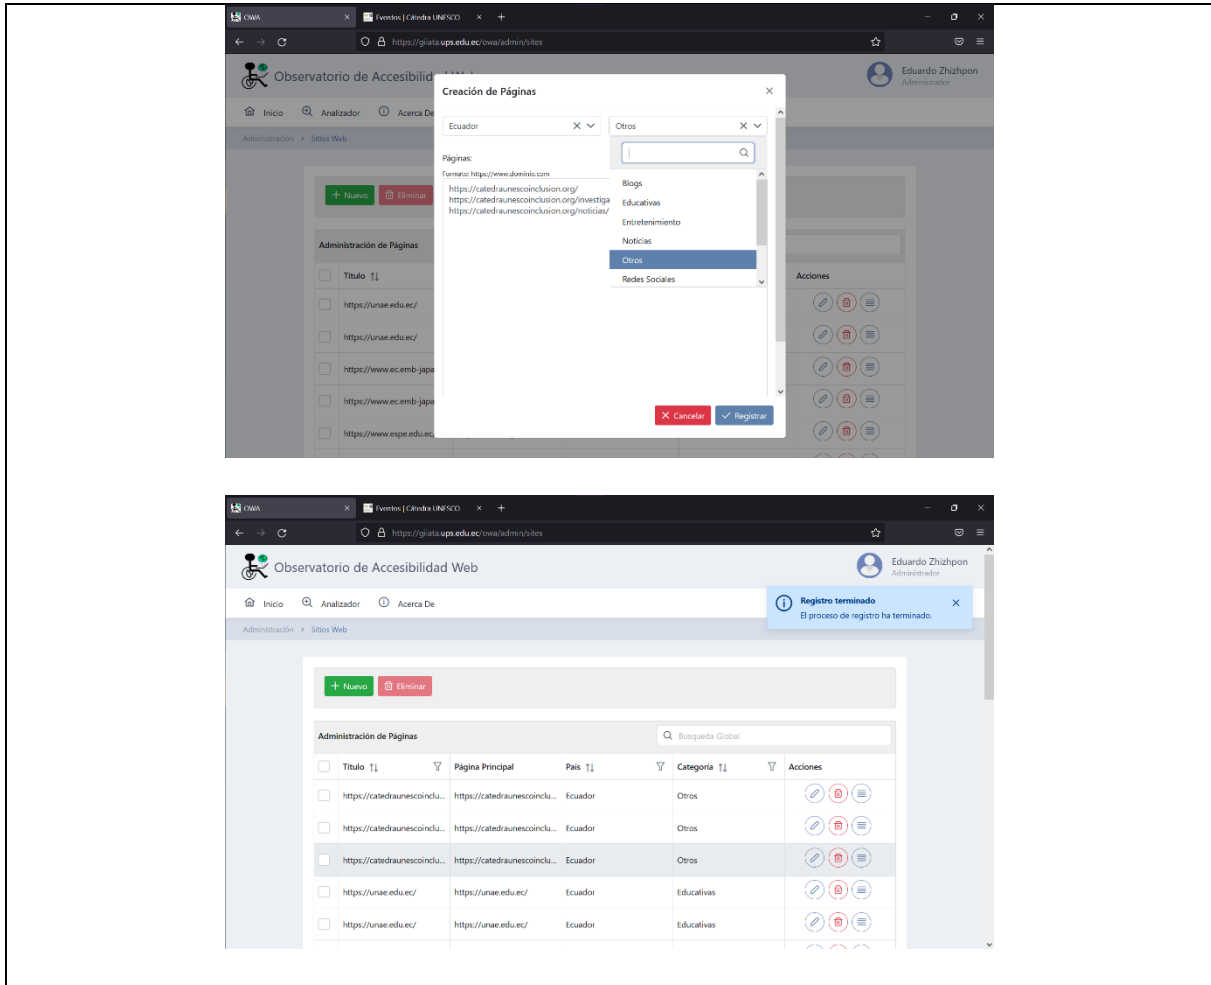 OWA
Eventos | Cátedra UNESCO
https://giiata.ups.edu.ec/owa/admin/sites
Observatorio de Accesibilid
Eduardo Zhizhpon
Administrador
Inicio Analizador Acerca De
Administración Sitios Web
Creación de Páginas
Ecuador
Otros
Páginas:
Formato: https://www.dominio.com
https://catedraunescoinclusion.org/
https://catedraunescoinclusion.org/investiga
https://catedraunescoinclusion.org/noticias/
Blogs
Educativas
Entretenimiento
Noticias
Otros
Redes Sociales
Cancelar Registrar
Nuevo Eliminar
Administración de Páginas
Título Acciones
https://unae.edu.ec/
https://unae.edu.ec/
https://www.ec.emb-japa
https://www.ec.emb-japa
https://www.espe.edu.ec,
OWA
Eventos | Cátedra UNESCO
https://giiata.ups.edu.ec/owa/admin/sites
Observatorio de Accesibilidad Web
Eduardo Zhizhpon
Administrador
Inicio Analizador Acerca De
Registro terminado
El proceso de registro ha terminado.
Administración Sitios Web
Nuevo Eliminar
Administración de Páginas Búsqueda Global
Título Página Principal País Categoría Acciones
https://catedraunescoinclu... https://catedraunescoinclu... Ecuador Otros
https://catedraunescoinclu... https://catedraunescoinclu... Ecuador Otros
https://catedraunescoinclu... https://catedraunescoinclu... Ecuador Otros
https://unae.edu.ec/ https://unae.edu.ec/ Ecuador Educativas
https://unae.edu.ec/ https://unae.edu.ec/ Ecuador Educativas